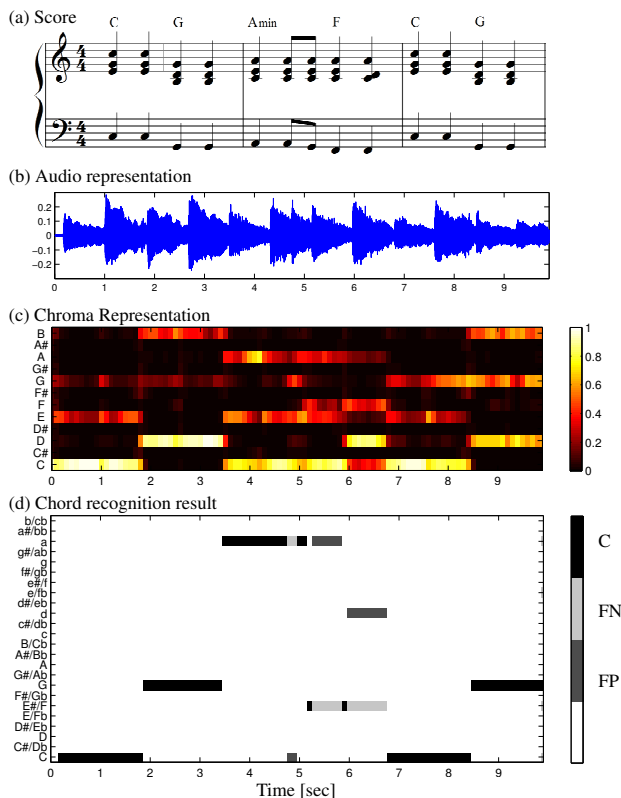 (a) Score
C G Amin F C G
4 4
4 4
(b) Audio representation
0.2
0.1
0
−0.1
−0.2
0 1 2 3 4 5 6 7 8 9
(c) Chroma Representation
B
A#
A
G#
G
F#
F
E
D#
D
C#
C
0 1 2 3 4 5 6 7 8 9
1
0.8
0.6
0.4
0.2
0
(d) Chord recognition result
b/cb
a#/bb
a
g#/ab
g
f#/gb
e#/f
e/fb
d#/eb
d
c#/db
c
B/Cb
A#/Bb
A
G#/Ab
G
F#/Gb
E#/F
E/Fb
D#/Eb
D
C#/Db
C
0 1 2 3 4 5 6 7 8 9
Time [sec]
C
FN
FP